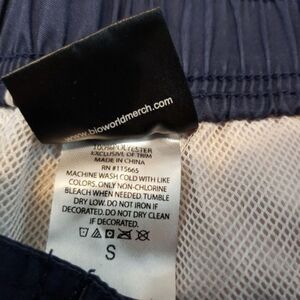 www.bioworldmerch.com
100% POLYESTER
EXCLUSIVE OF TRIM
MADE IN CHINA
RN #115665
MACHINE WASH COLD WITH LIKE
COLORS. ONLY NON-CHLORINE
BLEACH WHEN NEEDED. TUMBLE
DRY LOW. DO NOT IRON IF
DECORATED. DO NOT DRY CLEAN
IF DECORATED
S